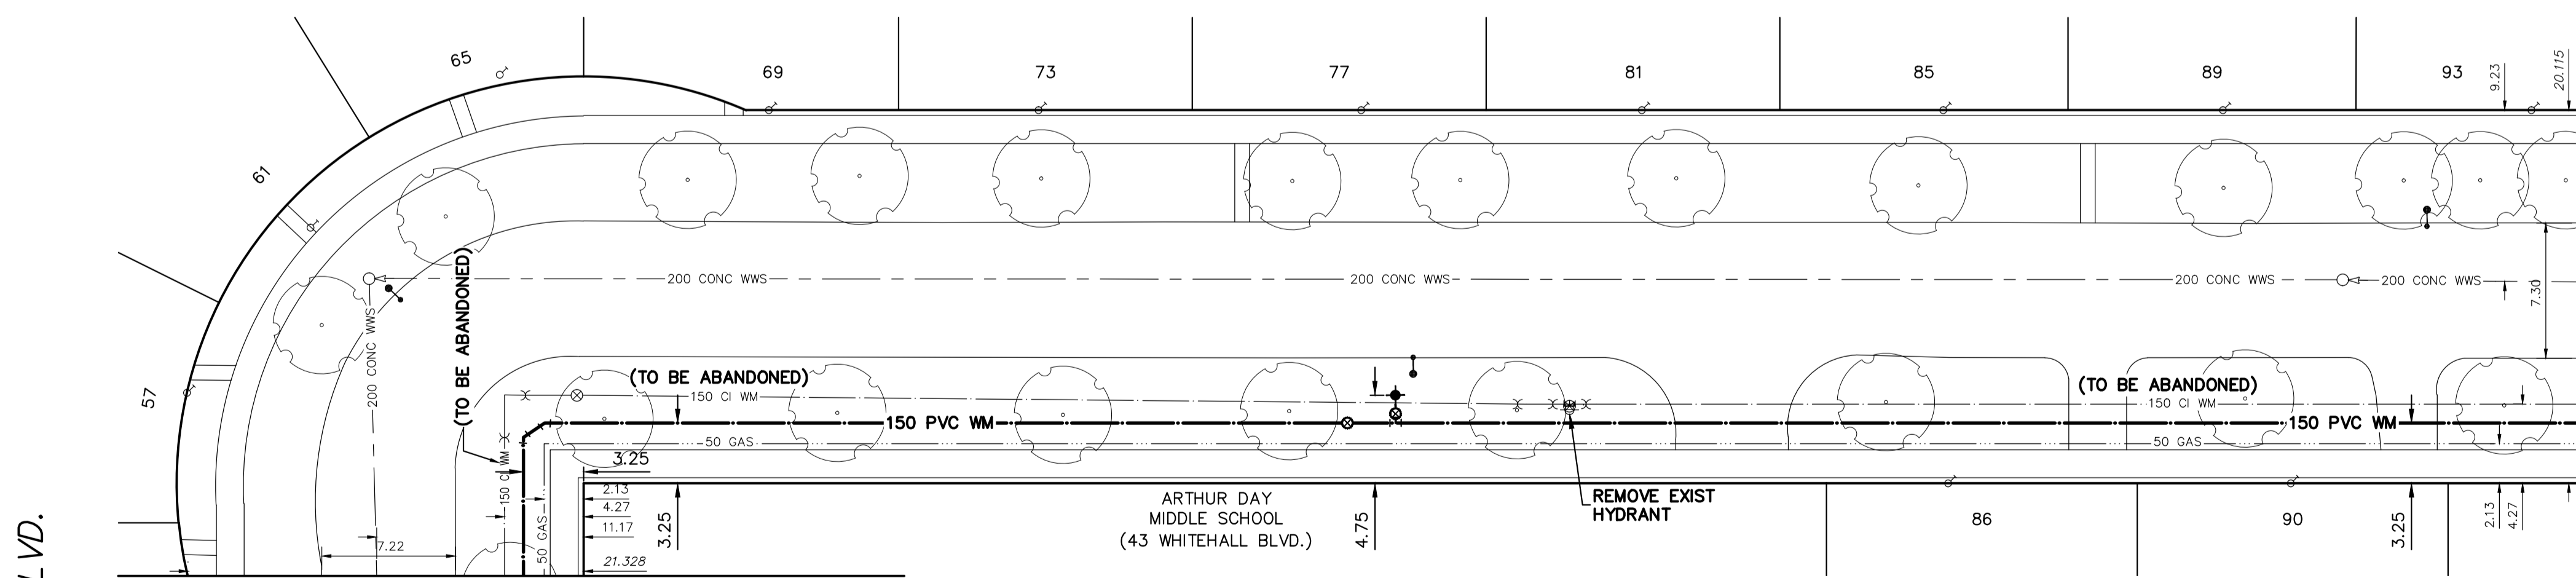 65
69
73
77
81
85
89
93
9.23
20.115
61
57
200 CONC WWS
200 CONC WWS
200 CONC WWS
200 CONC WWS
200 CONC WWS
7.30
(TO BE ABANDONED)
(TO BE ABANDONED)
(TO BE ABANDONED)
150 CI WM
150 CI WM
150 CI WM
150 PVC WM
150 PVC WM
50 GAS
50 GAS
50 GAS
3.25
2.13
4.27
11.17
21.328
3.25
7.22
ARTHUR DAY
MIDDLE SCHOOL
(43 WHITEHALL BLVD.)
4.75
REMOVE EXIST
HYDRANT
86
90
3.25
2.13
4.27
VD.